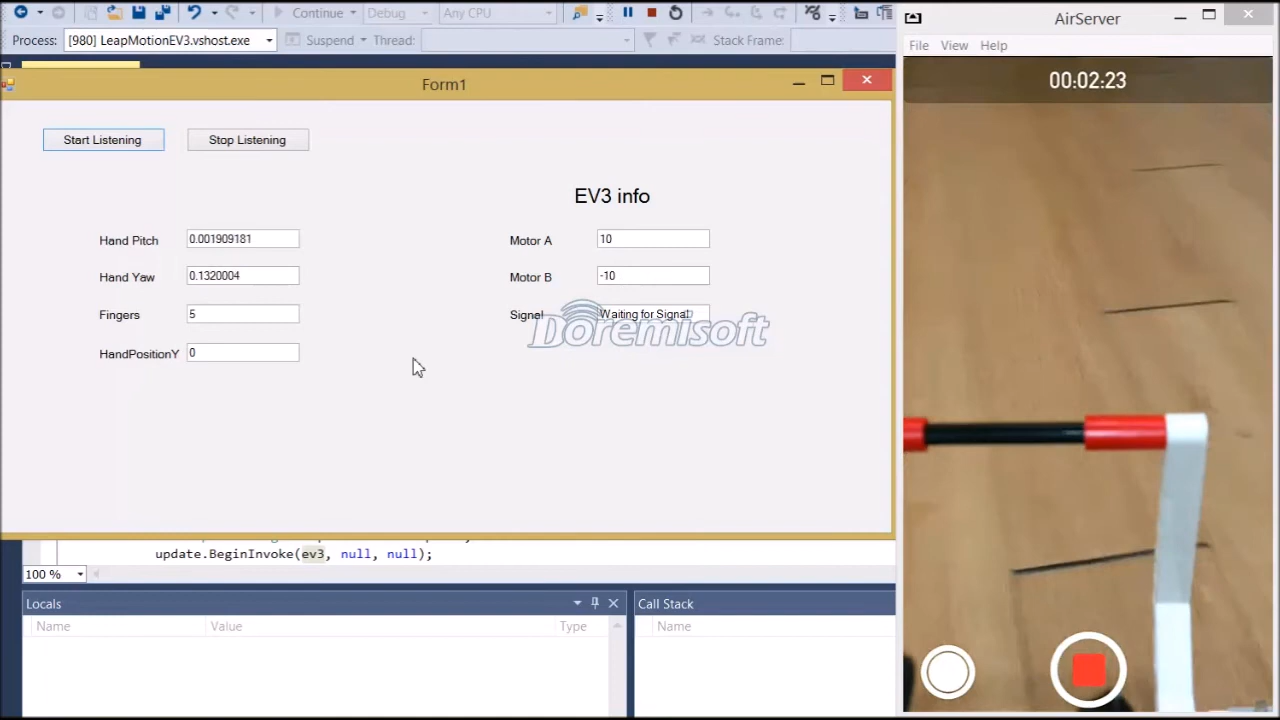 Continue
Debug
Any CPU
Process:
[980] LeapMotionEV3.vshost.exe
Suspend
Thread:
Stack Frame:
Form1
Start Listening
Stop Listening
EV3 info
Hand Pitch
0.001909181
Motor A
10
Hand Yaw
0.1320004
Motor B
-10
Fingers
5
Signal
Waiting for Signal
Doremisoft
HandPositionY
0
update.BeginInvoke(ev3, null, null);
100 %
Locals
Name
Value
Type
Call Stack
Name
AirServer
File
View
Help
00:02:23